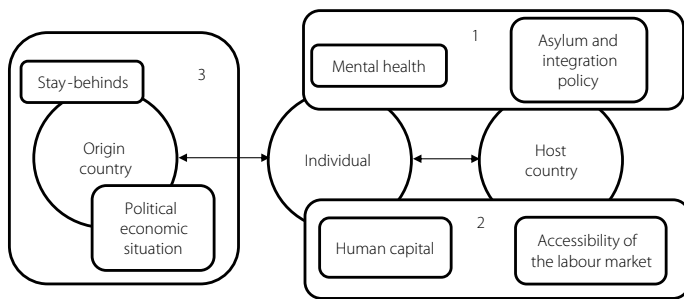 1
Asylum and
integration
policy
Mental health
3
Stay-behinds
Origin
country
Individual
Host
country
Political
economic
situation
2
Human capital
Accessibility of
the labour market